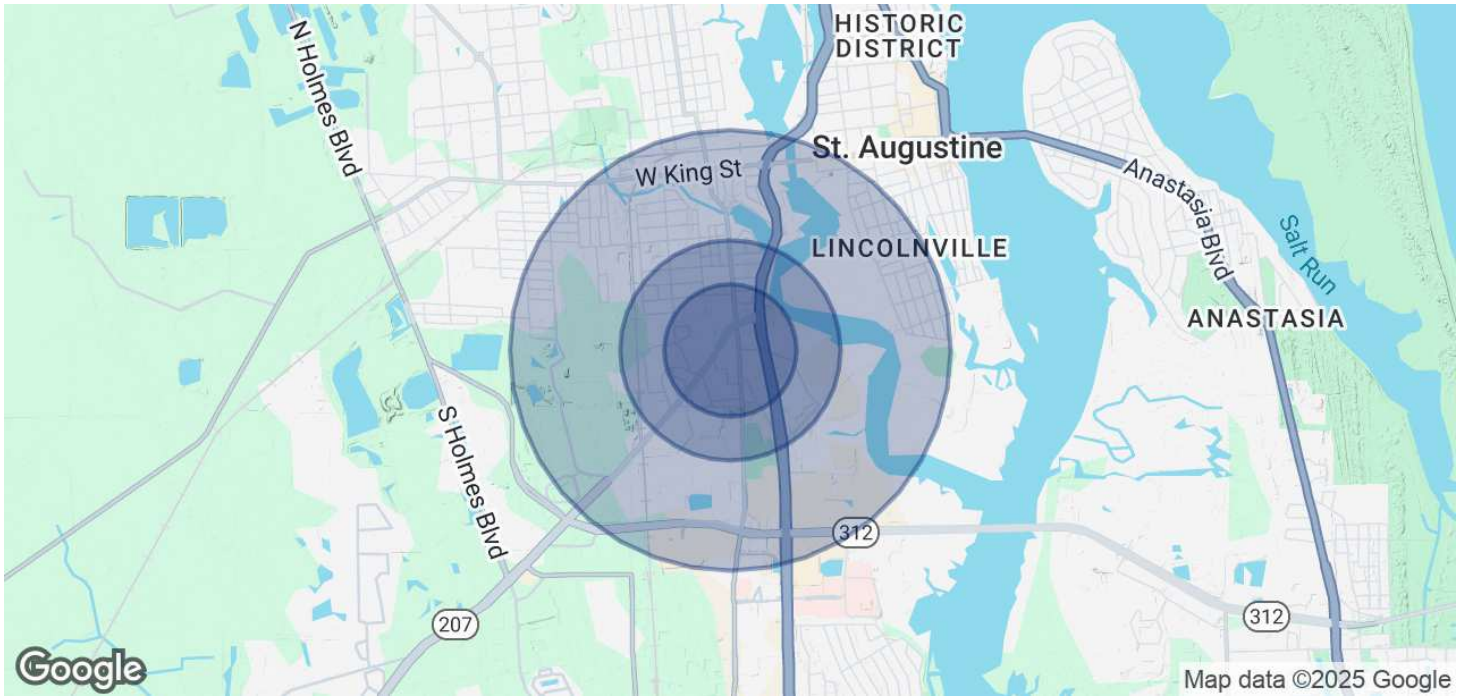 HISTORIC
DISTRICT
N Holmes Blvd
St. Augustine
W King St
Anastasia Blvd
Salt Run
LINCOLNVILLE
ANASTASIA
S Holmes Blvd
312
312
207
Google
Map data ©2025 Google